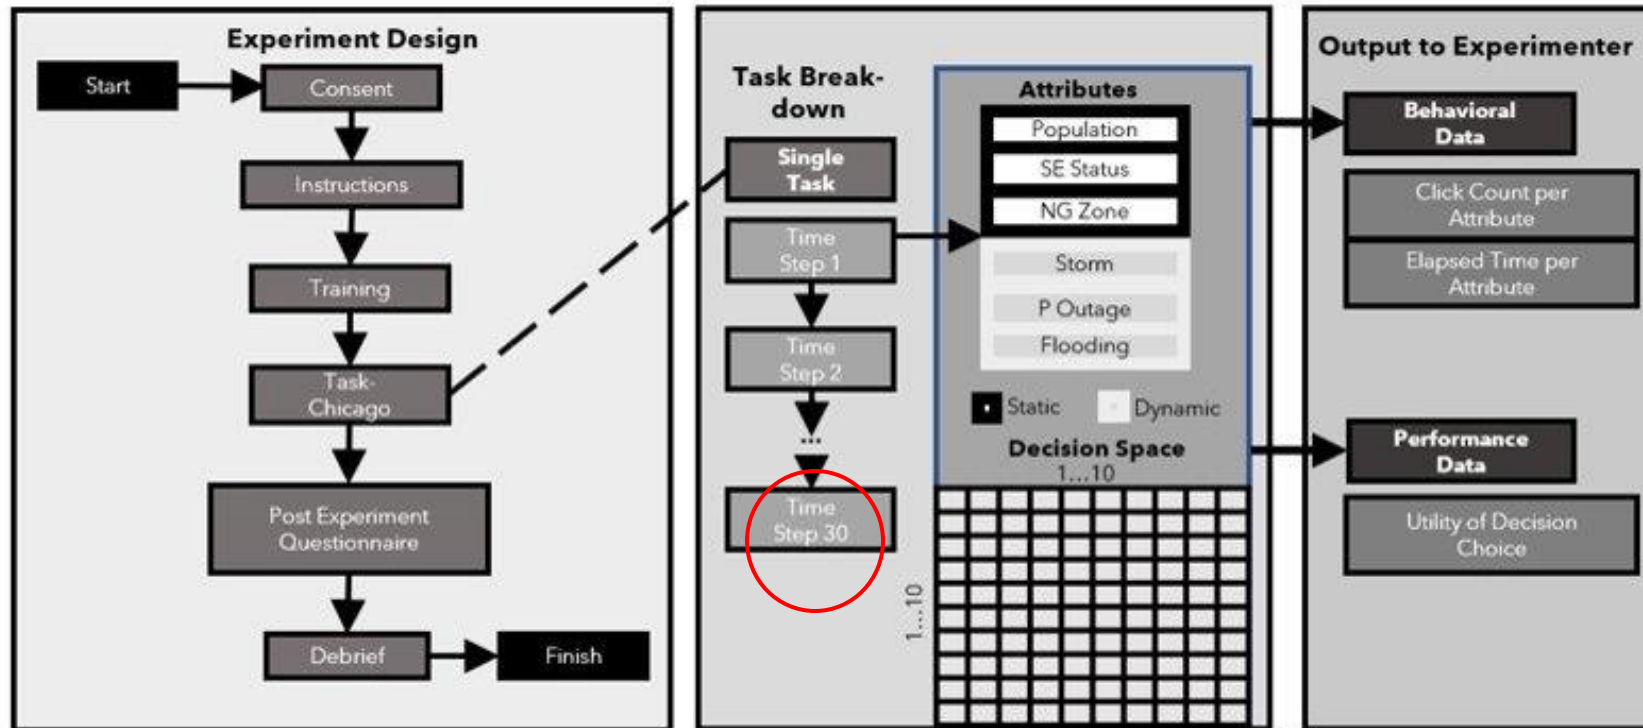 Experiment Design
Start
Consent
Instructions
Training
Task-
Chicago
Post Experiment
Questionnaire
Debrief
Finish
Task Break-
down
Single
Task
Time
Step 1
Time
Step 2
...
Time
Step 30
Attributes
Population
SE Status
NG Zone
Storm
P Outage
Flooding
Static
Dynamic
Decision Space
1...10
1...10
Output to Experimenter
Behavioral
Data
Click Count per
Attribute
Elapsed Time per
Attribute
Performance
Data
Utility of Decision
Choice